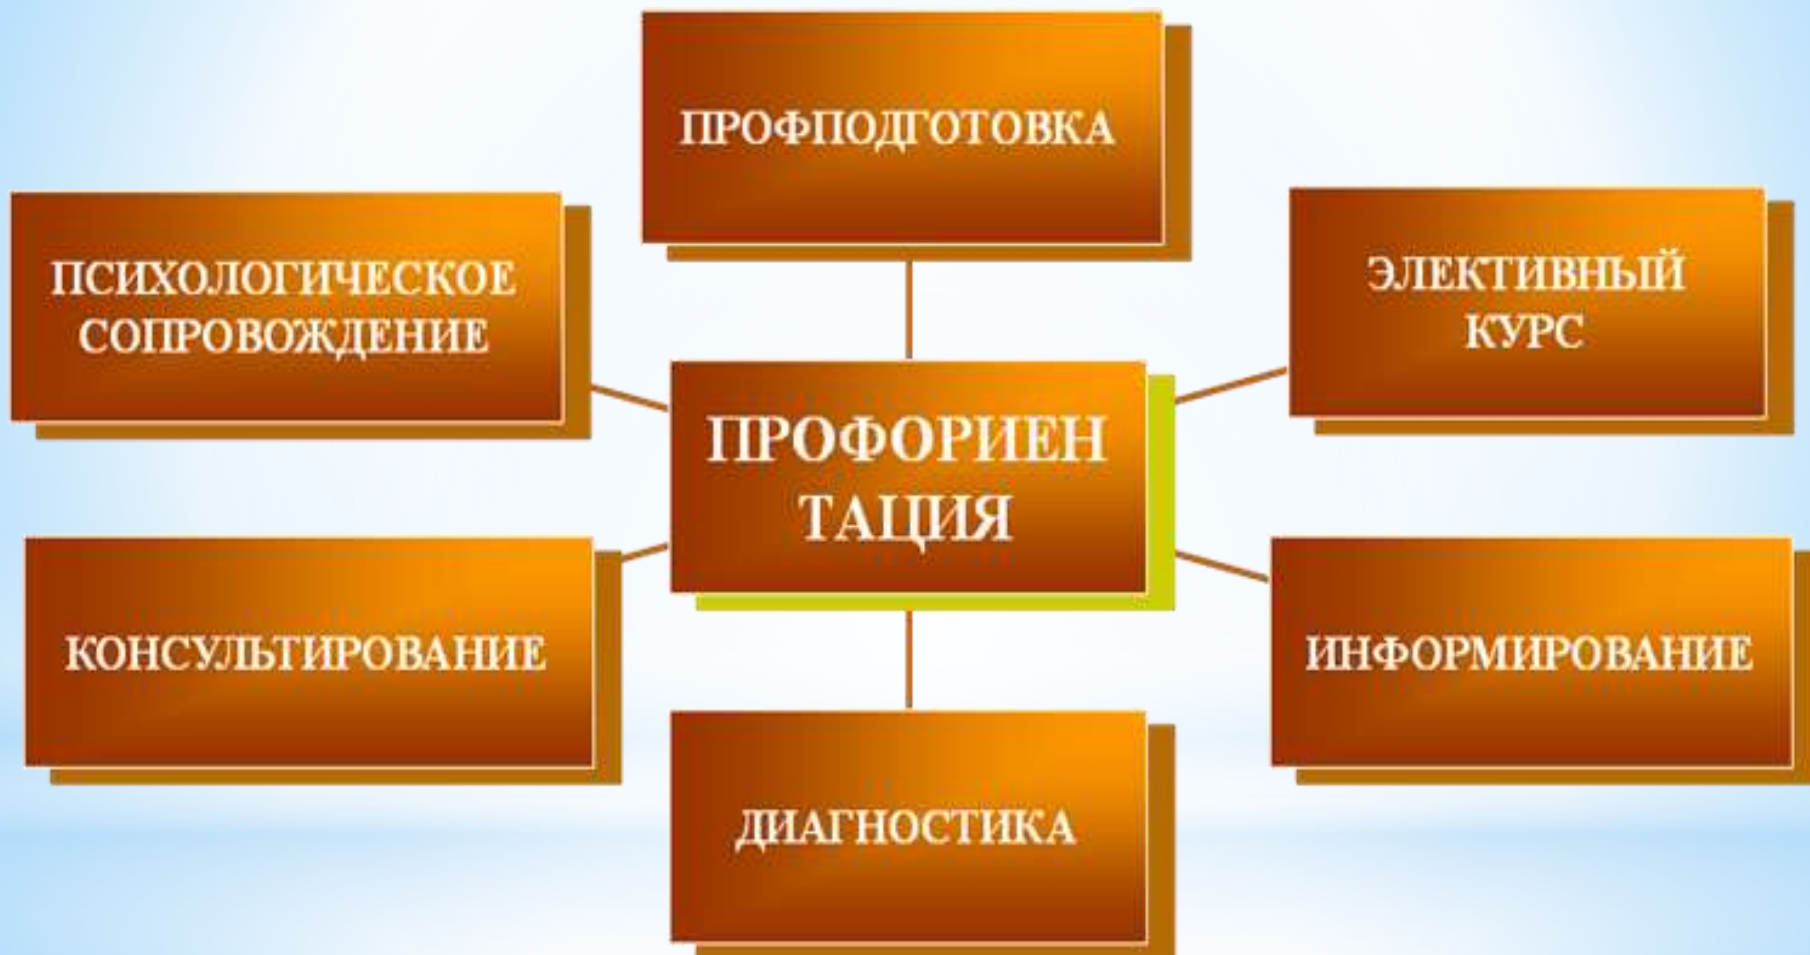 ПРОФПОДГОТОВКА
ПСИХОЛОГИЧЕСКОЕ
СОПРОВОЖДЕНИЕ
ЭЛЕКТИВНЫЙ
КУРС
ПРОФОРИЕН
ТАЦИЯ
КОНСУЛЬТИРОВАНИЕ
ИНФОРМИРОВАНИЕ
ДИАГНОСТИКА